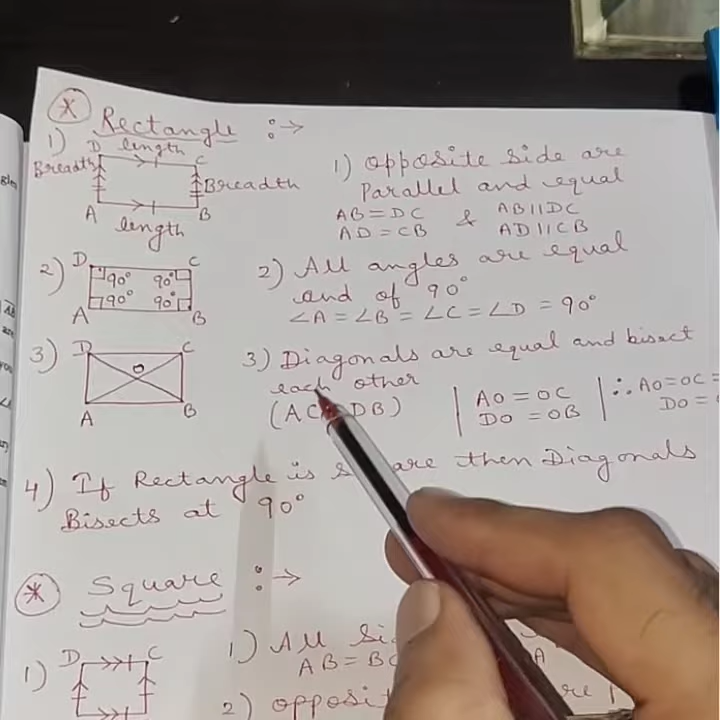 * Rectangle :→
1) D length C
Breadth Breadth
A B
length
1) Opposite side are
Parallel and equal
AB = DC & AB || DC
AD = CB AD || CB
2) D C
90° 90°
90° 90°
A B
2) All angles are equal
and of 90°
∠A = ∠B = ∠C = ∠D = 90°
3) D C
O
A B
3) Diagonals are equal and bisect
each other
(AC DB) | AO = OC | ∴ AO = OC =
DO = OB DO =
4) If Rectangle is then Diagonals
Bisects at 90°
* Square :→
1) D C
1) All
AB = BC A
2)